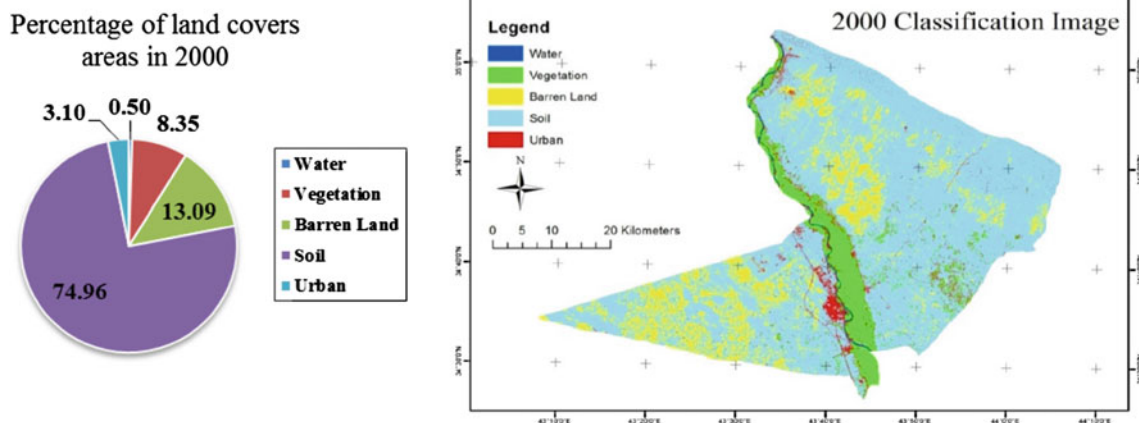 Percentage of land covers
areas in 2000
3.10
0.50
8.35
13.09
74.96
Water
Vegetation
Barren Land
Soil
Urban
2000 Classification Image
Legend
Water
Vegetation
Barren Land
Soil
Urban
N
0 5 10 20 Kilometers